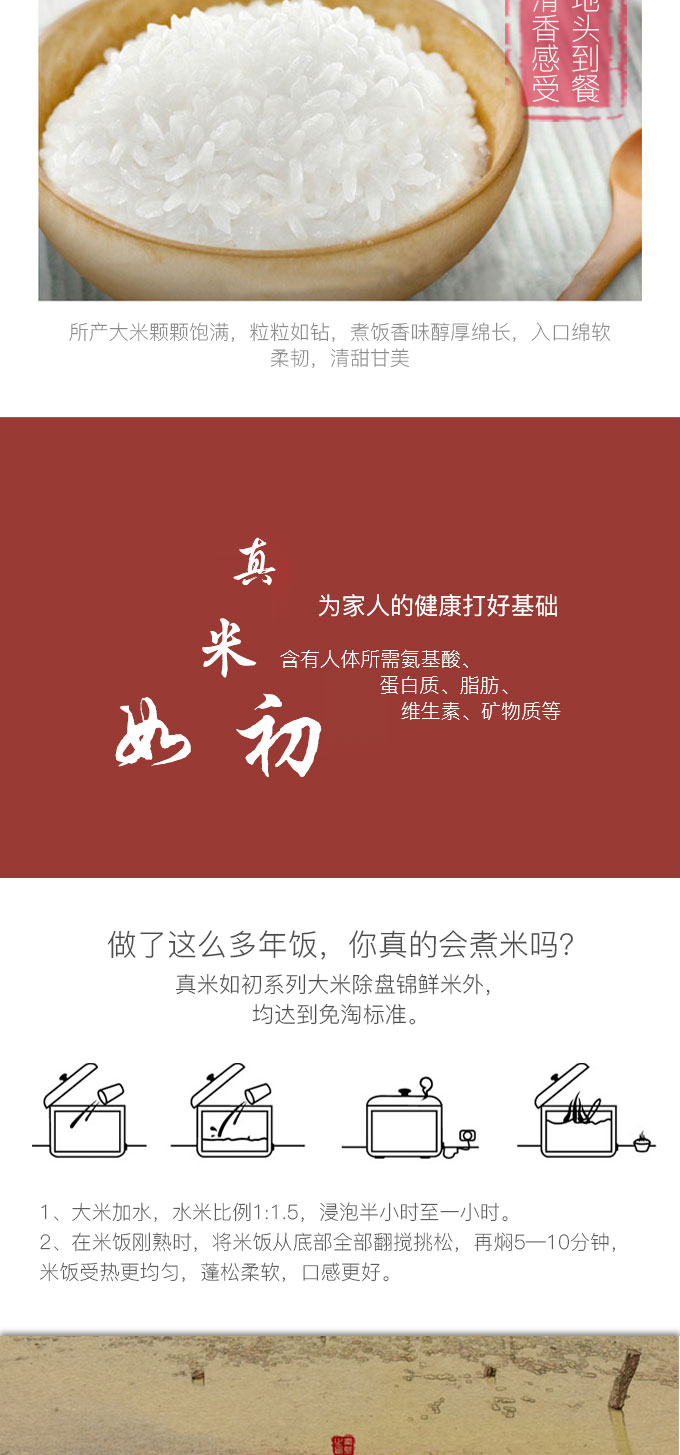 地头到餐
清香感受
所产大米颗颗饱满，粒粒如钻，煮饭香味醇厚绵长，入口绵软
柔韧，清甜甘美
真米如初
为家人的健康打好基础
含有人体所需氨基酸、
蛋白质、脂肪、
维生素、矿物质等
做了这么多年饭，你真的会煮米吗？
真米如初系列大米除盘锦鲜米外，
均达到免淘标准。
1、大米加水，水米比例1:1.5，浸泡半小时至一小时。
2、在米饭刚熟时，将米饭从底部全部翻搅挑松，再焖5—10分钟，
米饭受热更均匀，蓬松柔软，口感更好。